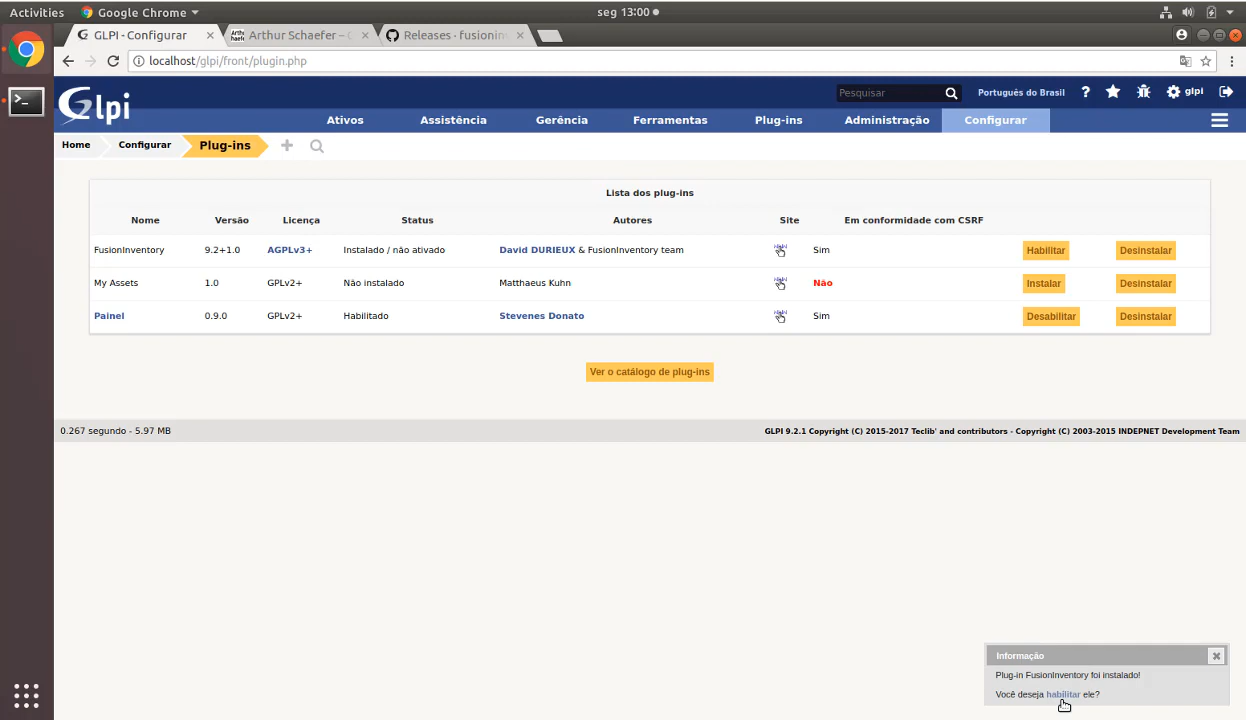 Activities Google Chrome seg 13:00
GLPI - Configurar Arthur Schaefer – Releases · fusionin
localhost/glpi/front/plugin.php
Glpi Pesquisar Português do Brasil ? glpi
Ativos Assistência Gerência Ferramentas Plug-ins Administração Configurar
Home Configurar Plug-ins
Lista dos plug-ins
Nome Versão Licença Status Autores Site Em conformidade com CSRF
FusionInventory 9.2+1.0 AGPLv3+ Instalado / não ativado David DURIEUX & FusionInventory team Sim Habilitar Desinstalar
My Assets 1.0 GPLv2+ Não instalado Matthaeus Kuhn Não Instalar Desinstalar
Painel 0.9.0 GPLv2+ Habilitado Stevenes Donato Sim Desabilitar Desinstalar
Ver o catálogo de plug-ins
0.267 segundo - 5.97 MB GLPI 9.2.1 Copyright (C) 2015-2017 Teclib' and contributors - Copyright (C) 2003-2015 INDEPNET Development Team
Informação
Plug-in FusionInventory foi instalado!
Você deseja habilitar ele?